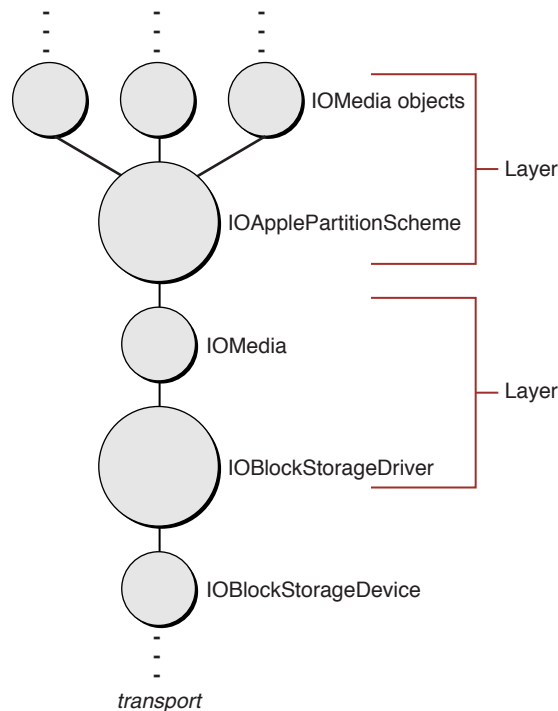 IOMedia objects
Layer
IOApplePartitionScheme
IOMedia
Layer
IOBlockStorageDriver
IOBlockStorageDevice
transport